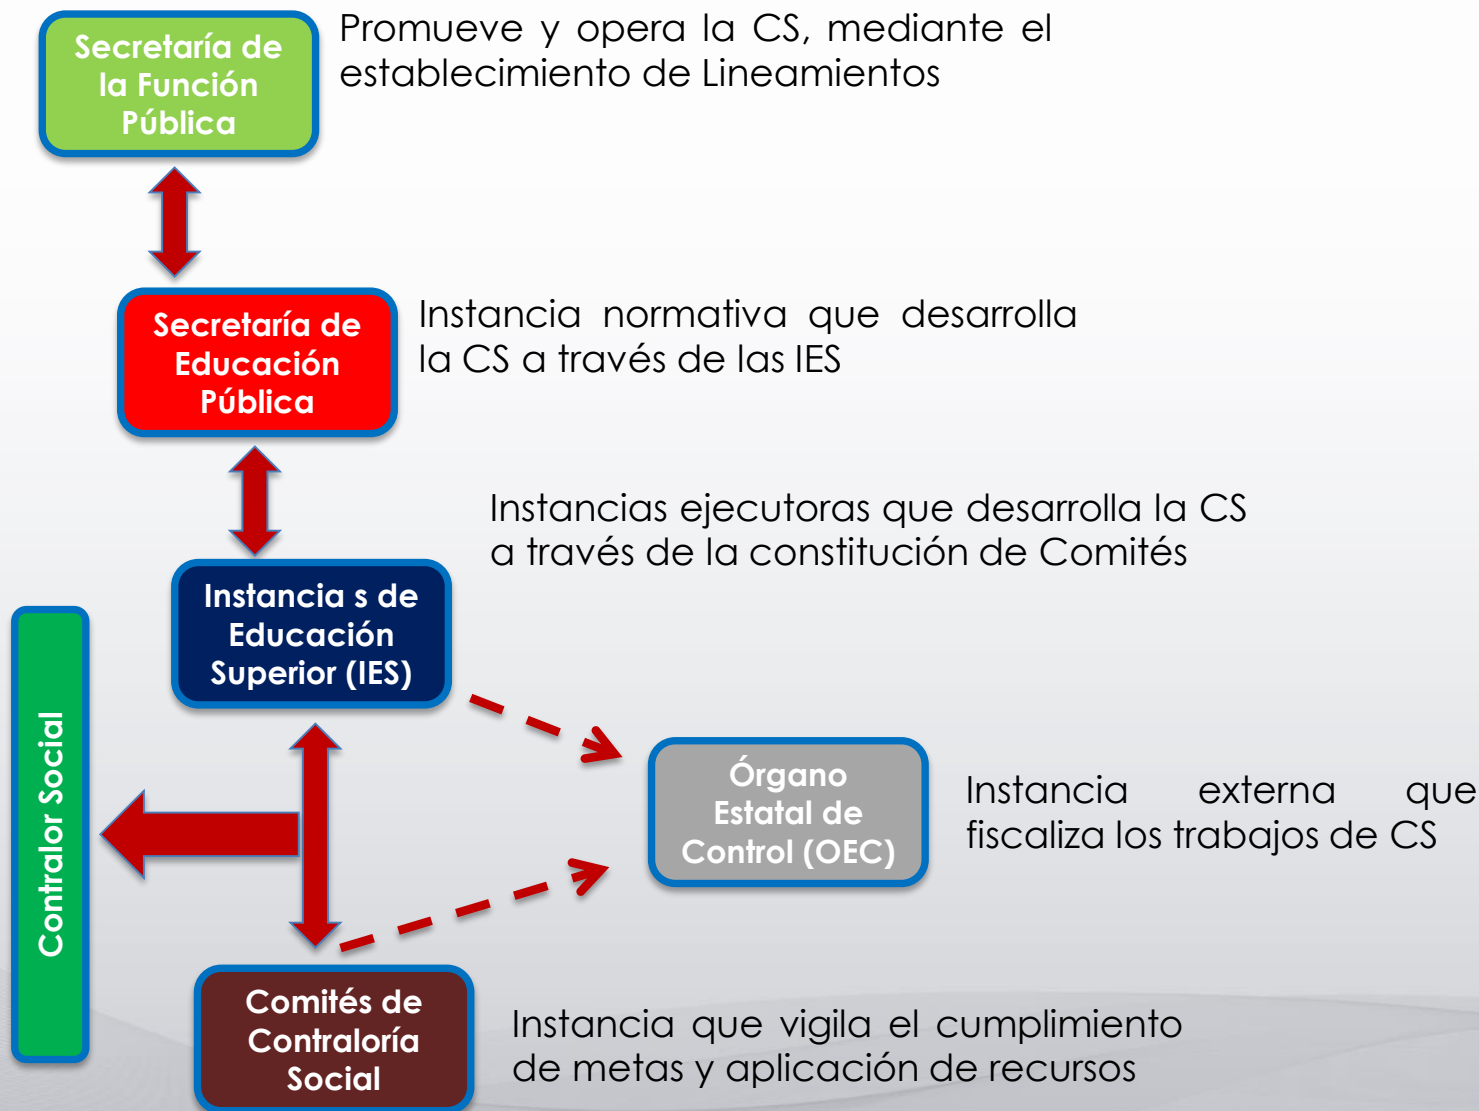 Secretaría de
la Función
Pública
Promueve y opera la CS, mediante el
establecimiento de Lineamientos
Secretaría de
Educación
Pública
Instancia normativa que desarrolla
la CS a través de las IES
Instancias ejecutoras que desarrolla la CS
a través de la constitución de Comités
Instancia s de
Educación
Superior (IES)
Contralor Social
Órgano
Estatal de
Control (OEC)
Instancia externa que
fiscaliza los trabajos de CS
Comités de
Contraloría
Social
Instancia que vigila el cumplimiento
de metas y aplicación de recursos